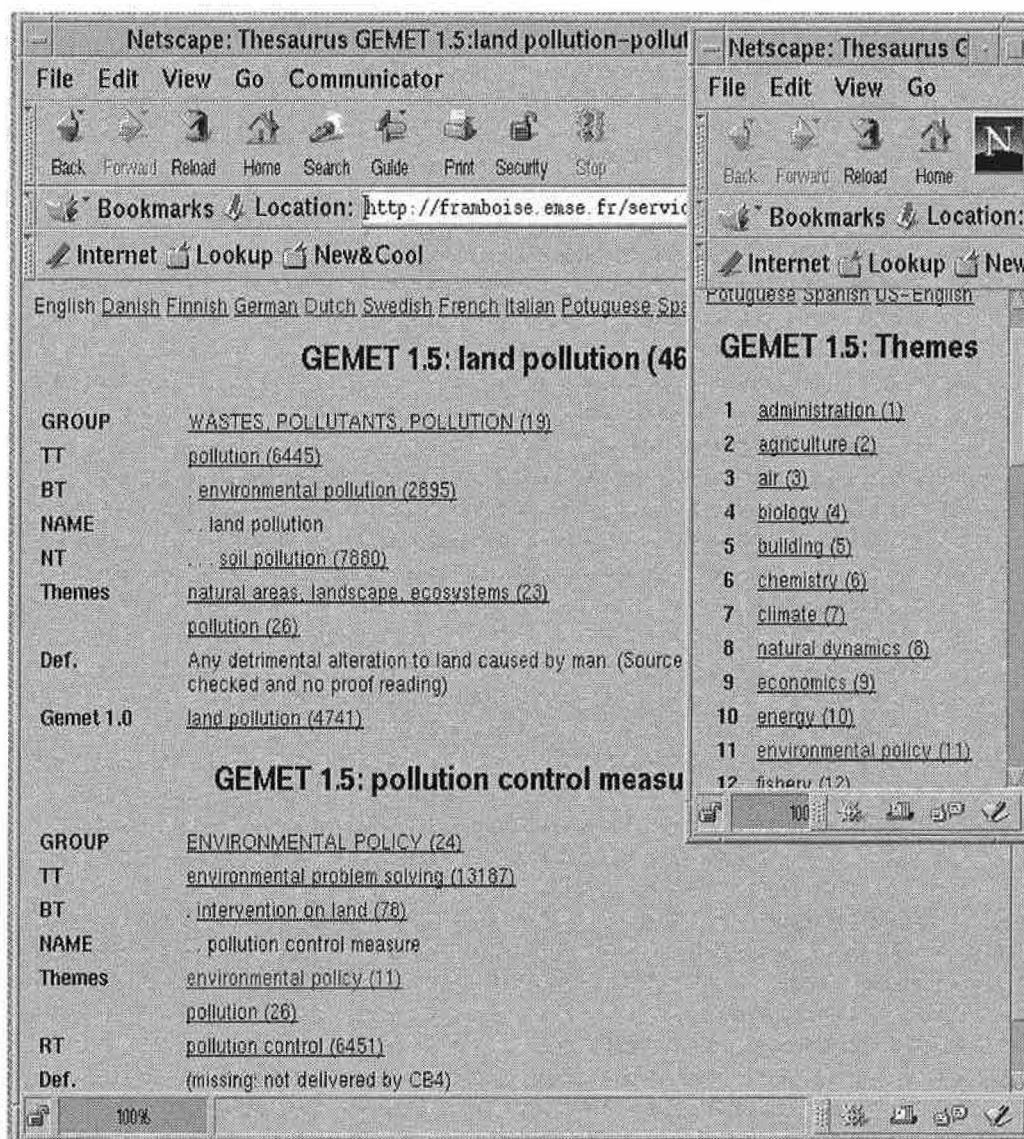 Netscape: Thesaurus GEMET 1.5:land pollution-pollut
File Edit View Go Communicator
Back Forward Reload Home Search Guide Print Security Stop
Bookmarks Location: http://framboise.emse.fr/servic
Internet Lookup New&Cool
English Danish Finnish German Dutch Swedish French Italian Potuguese Spa
GEMET 1.5: land pollution (46
GROUP WASTES, POLLUTANTS, POLLUTION (19)
TT pollution (6445)
BT . environmental pollution (2895)
NAME . . land pollution
NT . . . soil pollution (7880)
Themes natural areas, landscape, ecosystems (23)
pollution (26)
Def. Any detrimental alteration to land caused by man. (Source
checked and no proof reading)
Gemet 1.0 land pollution (4741)
GEMET 1.5: pollution control measu
GROUP ENVIRONMENTAL POLICY (24)
TT environmental problem solving (13187)
BT . intervention on land (78)
NAME . . pollution control measure
Themes environmental policy (11)
pollution (26)
RT pollution control (6451)
Def. (missing: not delivered by CB4)
100%
Netscape: Thesaurus G
File Edit View Go
Back Forward Reload Home N
Bookmarks Location:
Internet Lookup New
Potuguese Spanish US-English
GEMET 1.5: Themes
1 administration (1)
2 agriculture (2)
3 air (3)
4 biology (4)
5 building (5)
6 chemistry (6)
7 climate (7)
8 natural dynamics (8)
9 economics (9)
10 energy (10)
11 environmental policy (11)
12 fishery (12)
100